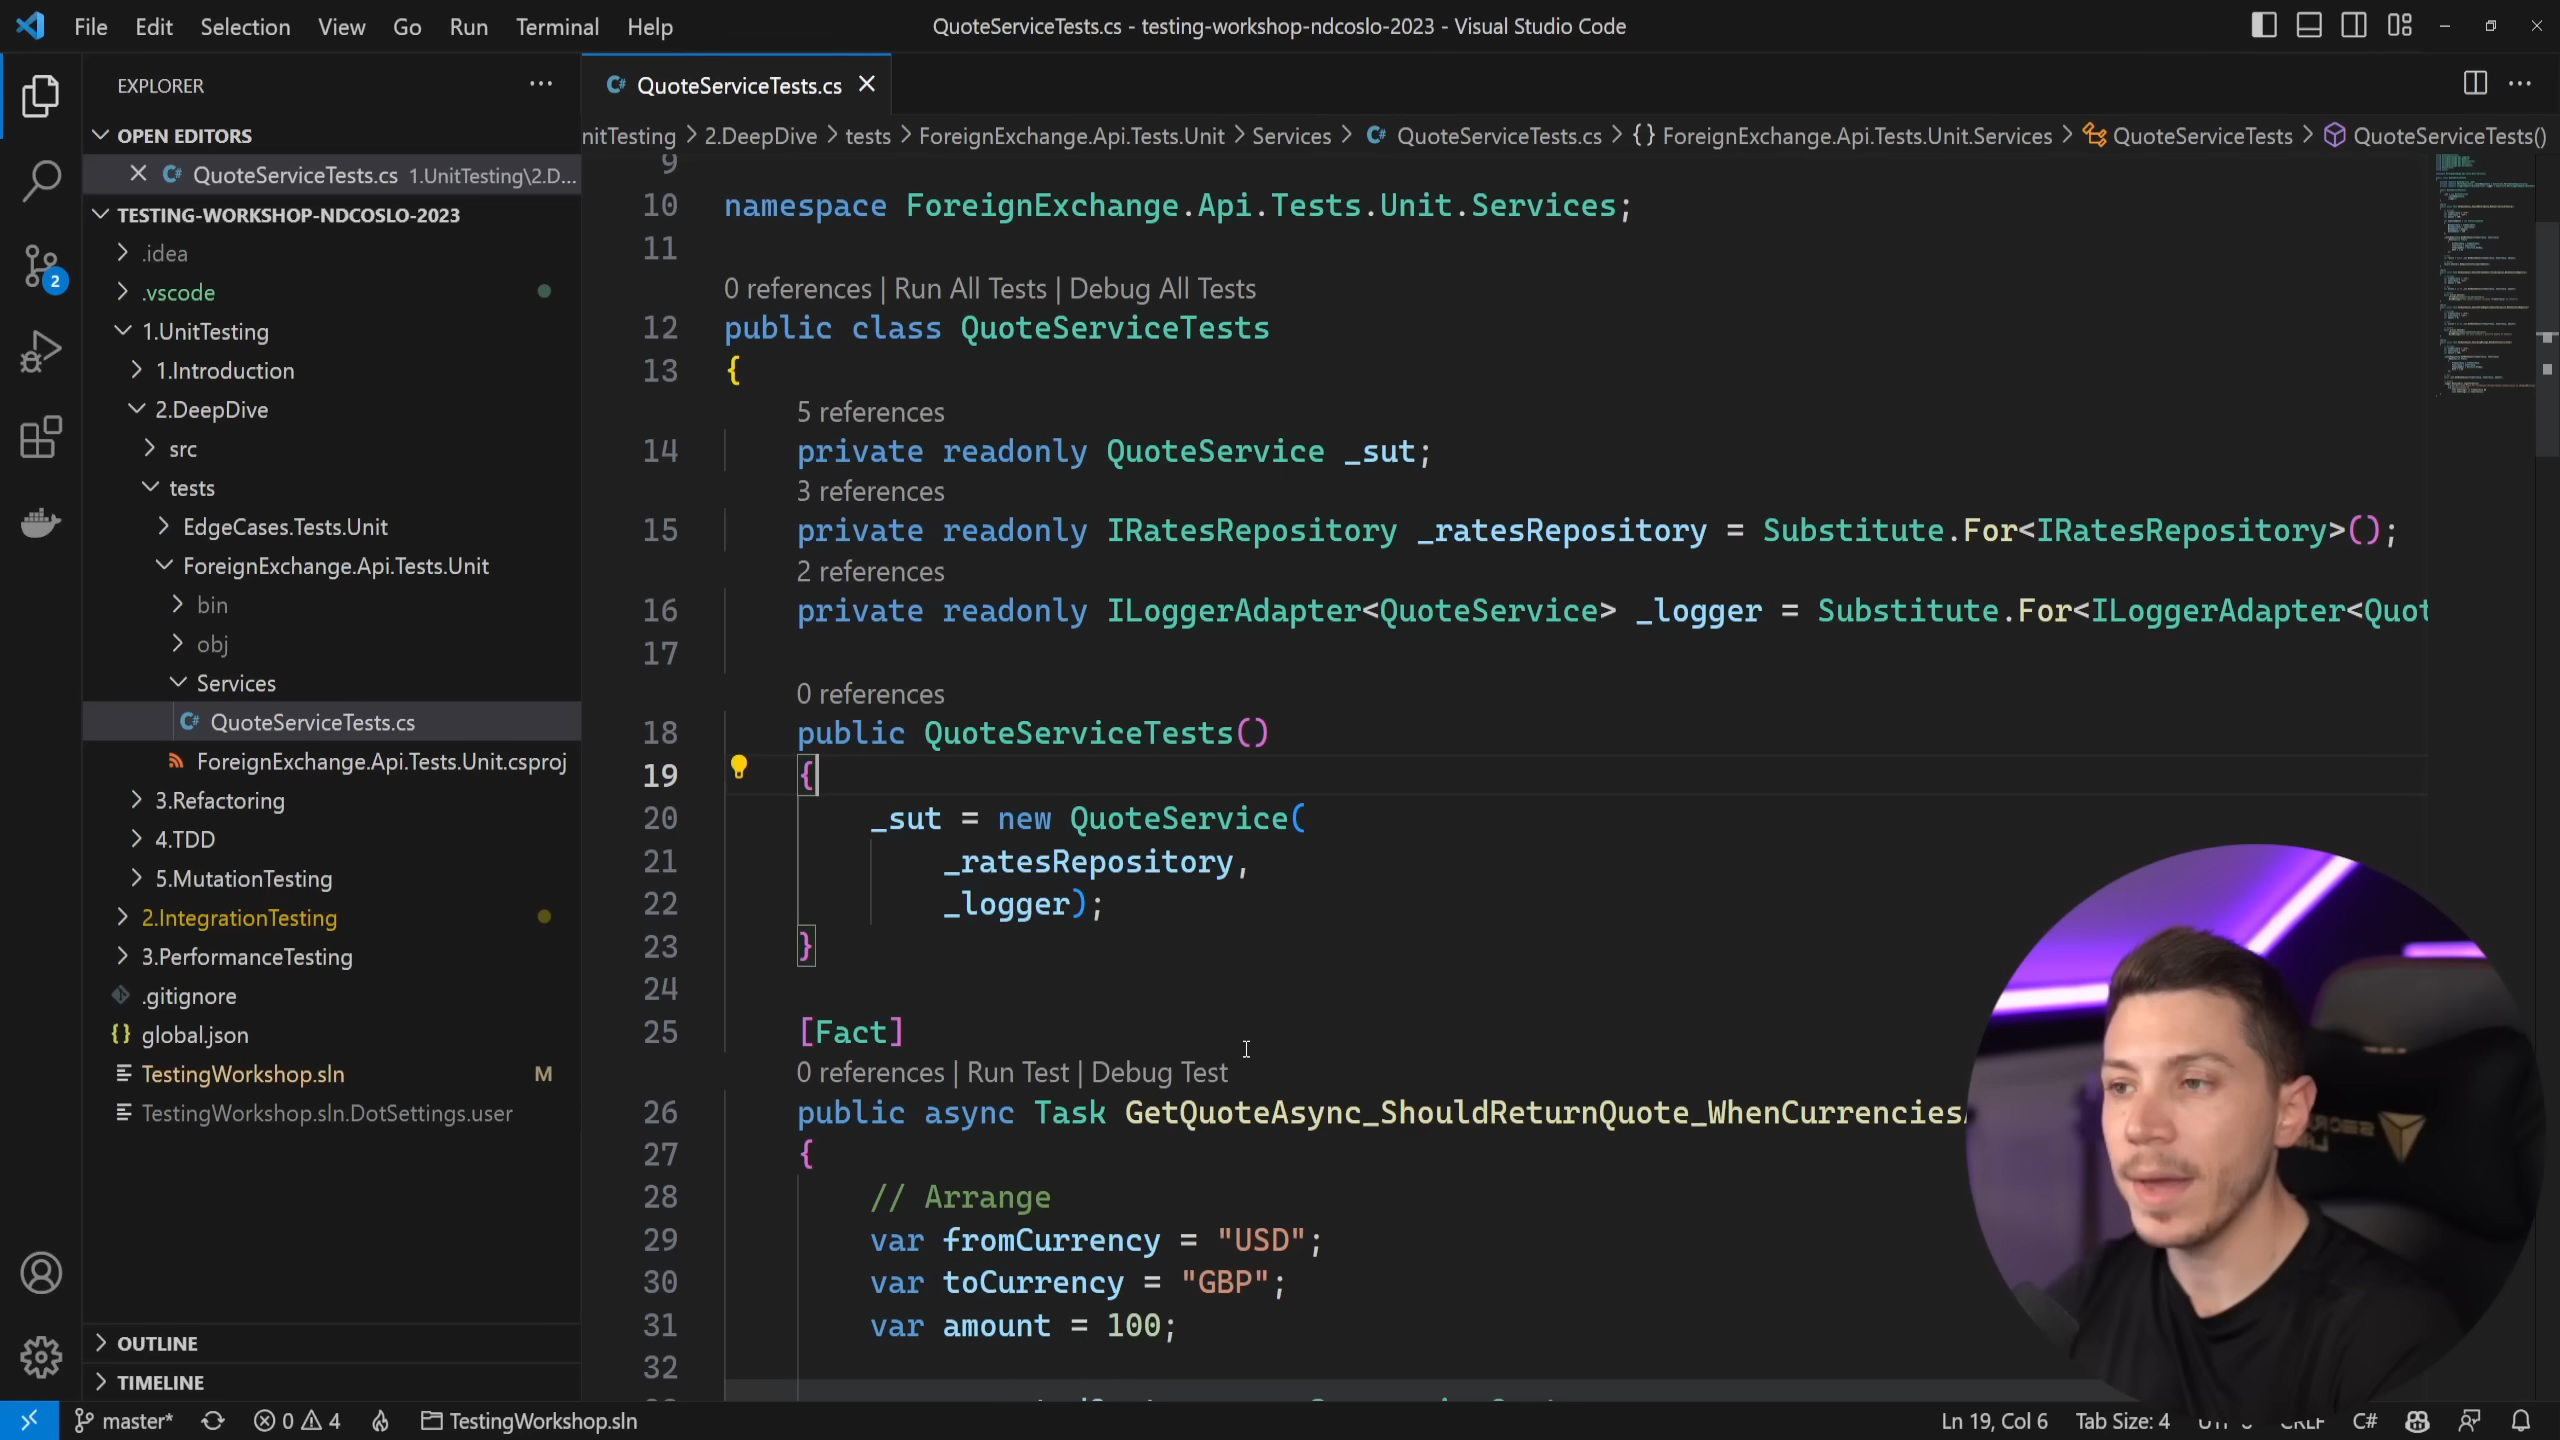 File Edit Selection View Go Run Terminal Help
QuoteServiceTests.cs - testing-workshop-ndcoslo-2023 - Visual Studio Code
EXPLORER
OPEN EDITORS
QuoteServiceTests.cs 1.UnitTesting\2.D...
TESTING-WORKSHOP-NDCOSLO-2023
.idea
.vscode
1.UnitTesting
1.Introduction
2.DeepDive
src
tests
EdgeCases.Tests.Unit
ForeignExchange.Api.Tests.Unit
bin
obj
Services
QuoteServiceTests.cs
ForeignExchange.Api.Tests.Unit.csproj
3.Refactoring
4.TDD
5.MutationTesting
2.IntegrationTesting
3.PerformanceTesting
.gitignore
global.json
TestingWorkshop.sln M
TestingWorkshop.sln.DotSettings.user
OUTLINE
TIMELINE
2
QuoteServiceTests.cs
nitTesting > 2.DeepDive > tests > ForeignExchange.Api.Tests.Unit > Services > QuoteServiceTests.cs > {} ForeignExchange.Api.Tests.Unit.Services > QuoteServiceTests > QuoteServiceTests()
9
10 namespace ForeignExchange.Api.Tests.Unit.Services;
11
0 references | Run All Tests | Debug All Tests
12 public class QuoteServiceTests
13 {
5 references
14 private readonly QuoteService _sut;
3 references
15 private readonly IRatesRepository _ratesRepository = Substitute.For<IRatesRepository>();
2 references
16 private readonly ILoggerAdapter<QuoteService> _logger = Substitute.For<ILoggerAdapter<Quot
17
0 references
18 public QuoteServiceTests()
19 {
20 _sut = new QuoteService(
21 _ratesRepository,
22 _logger);
23 }
24
25 [Fact]
0 references | Run Test | Debug Test
26 public async Task GetQuoteAsync_ShouldReturnQuote_WhenCurrencies
27 {
28 // Arrange
29 var fromCurrency = "USD";
30 var toCurrency = "GBP";
31 var amount = 100;
32
master* 0 4 TestingWorkshop.sln
Ln 19, Col 6 Tab Size: 4 C#